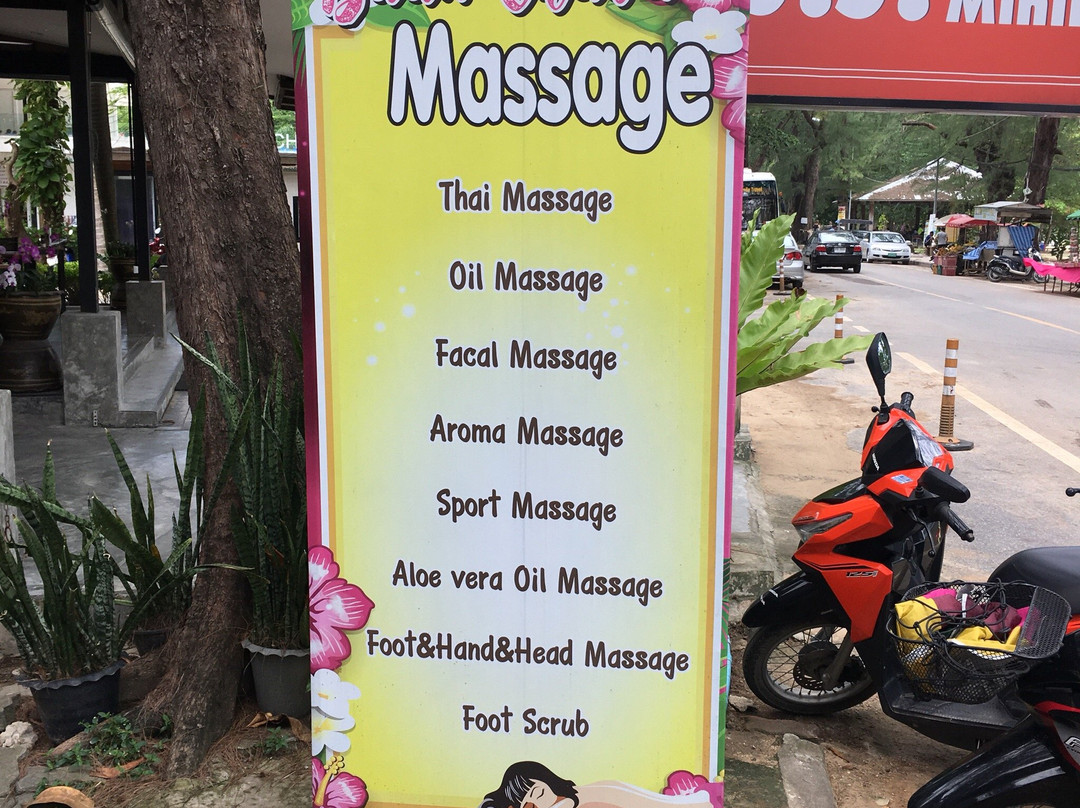 Massage
Thai Massage
Oil Massage
Facal Massage
Aroma Massage
Sport Massage
Aloe vera Oil Massage
Foot&Hand&Head Massage
Foot Scrub